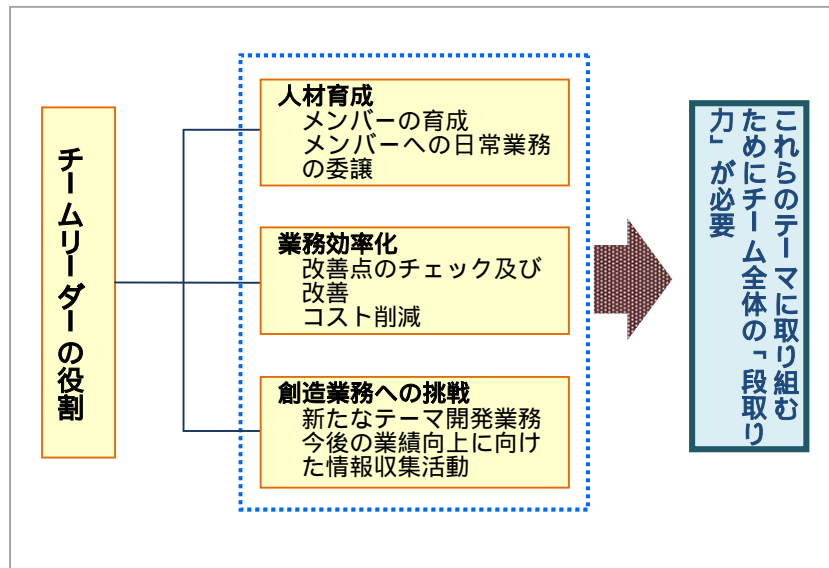 チームリーダーの役割
人材育成
メンバーの育成
メンバーへの日常業務
の委譲
業務効率化
改善点のチェック及び
改善
コスト削減
創造業務への挑戦
新たなテーマ開発業務
今後の業績向上に向け
た情報収集活動
これらのテーマに取り組む
ためにチーム全体の「段取り
力」が必要